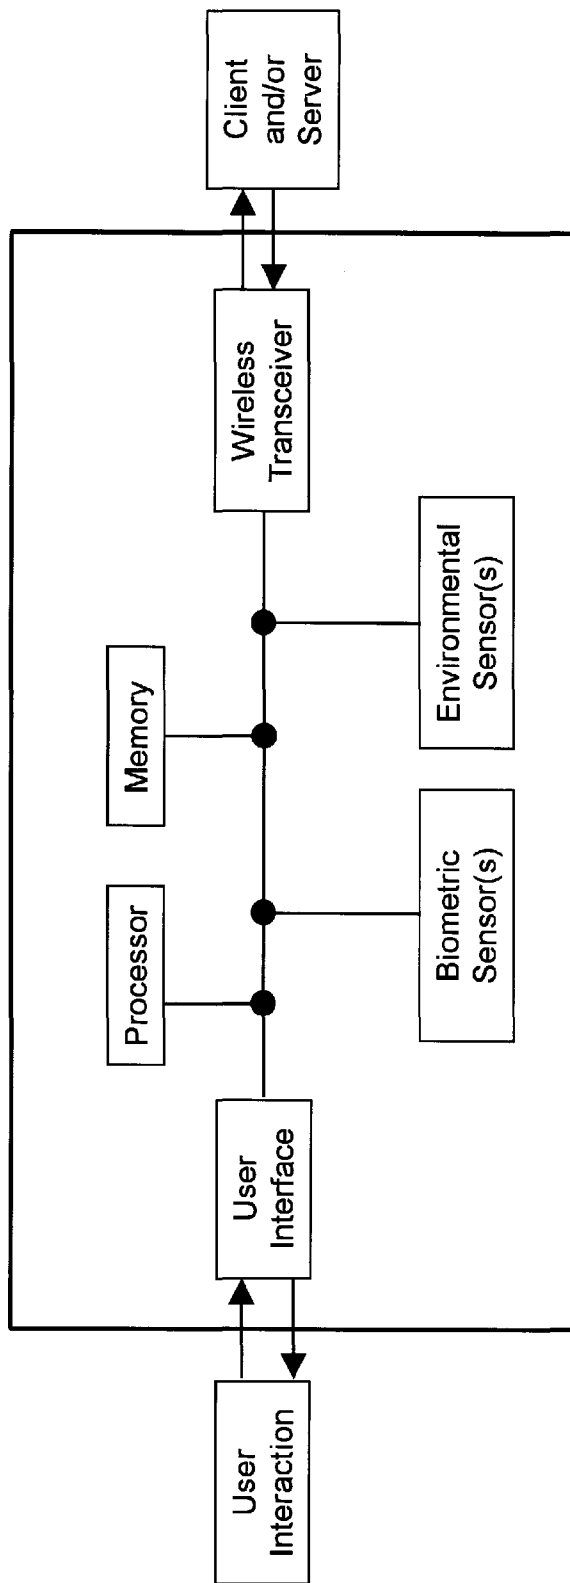 User
Interaction
User
Interface
Processor
Memory
Biometric
Sensor(s)
Environmental
Sensor(s)
Wireless
Transceiver
Client
and/or
Server